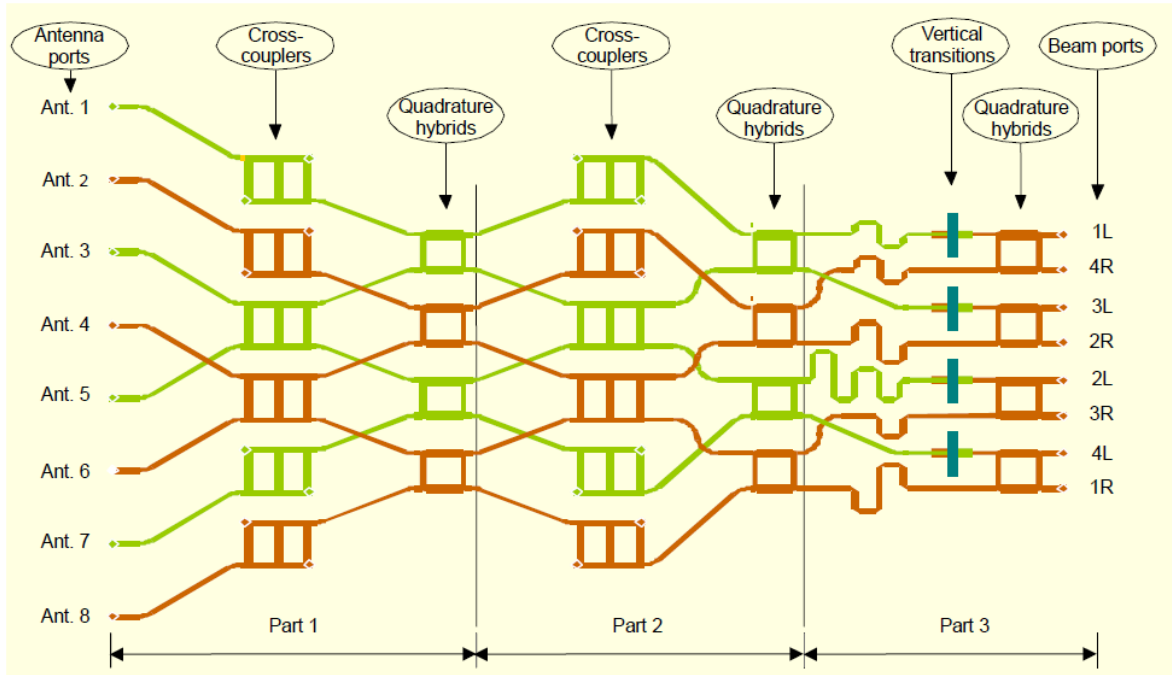 Antenna
ports
Cross-
couplers
Cross-
couplers
Vertical
transitions
Beam ports
Quadrature
hybrids
Quadrature
hybrids
Quadrature
hybrids
Ant. 1
Ant. 2
Ant. 3
Ant. 4
Ant. 5
Ant. 6
Ant. 7
Ant. 8
1L
4R
3L
2R
2L
3R
4L
1R
Part 1
Part 2
Part 3